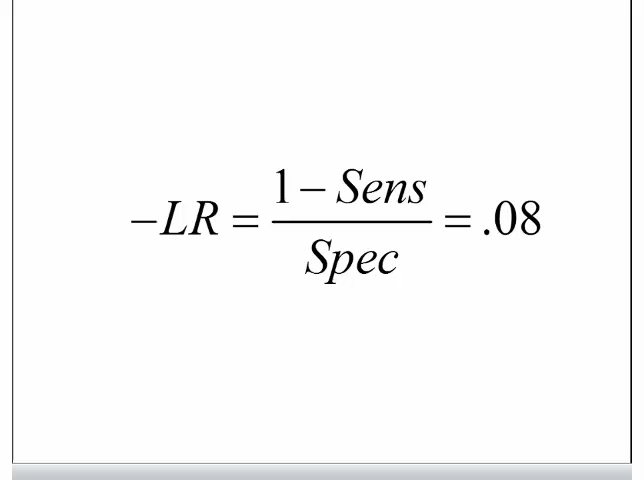 −LR = (1 − Sens) / Spec = .08